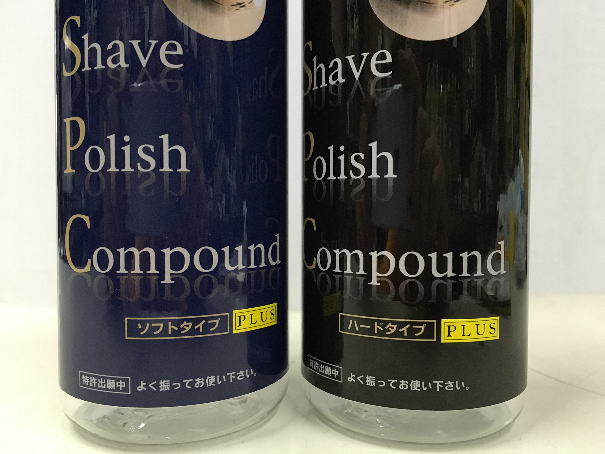 Shave
Polish
Compound
ソフトタイプ PLUS
特許出願中 よく振ってお使い下さい。
Shave
Polish
Compound
ハードタイプ PLUS
特許出願中 よく振ってお使い下さい。